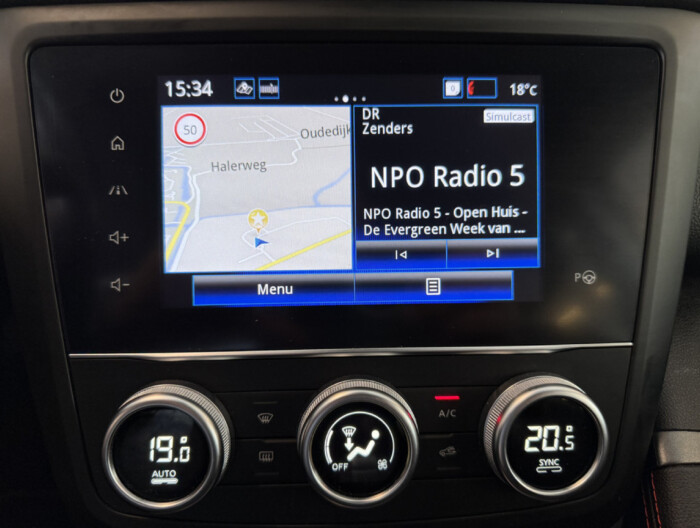 15:34
18°C
50
Oudedijk
Halerweg
DR
Zenders
Simulcast
NPO Radio 5
NPO Radio 5 - Open Huis -
De Evergreen Week van ...
Menu
P
A/C
19.0
AUTO
OFF
20.5
SYNC